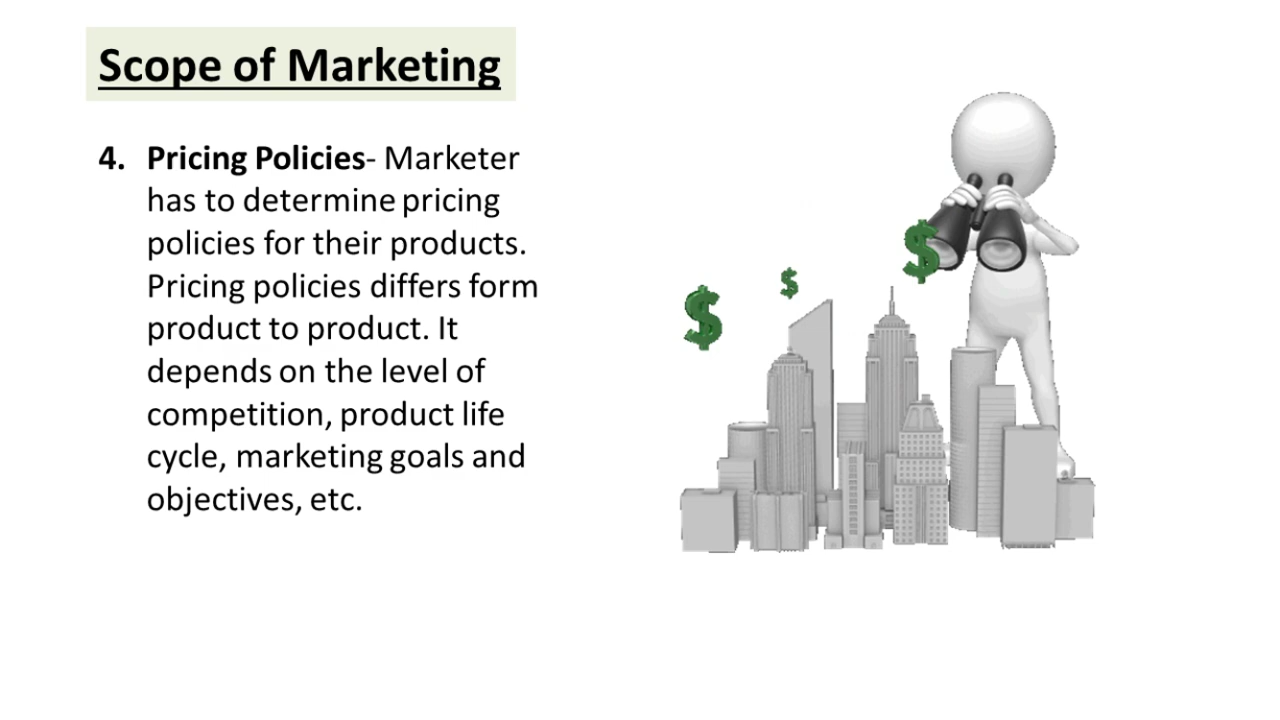 Scope of Marketing
4. Pricing Policies- Marketer
has to determine pricing
policies for their products.
Pricing policies differs form
product to product. It
depends on the level of
competition, product life
cycle, marketing goals and
objectives, etc.
$
$
$